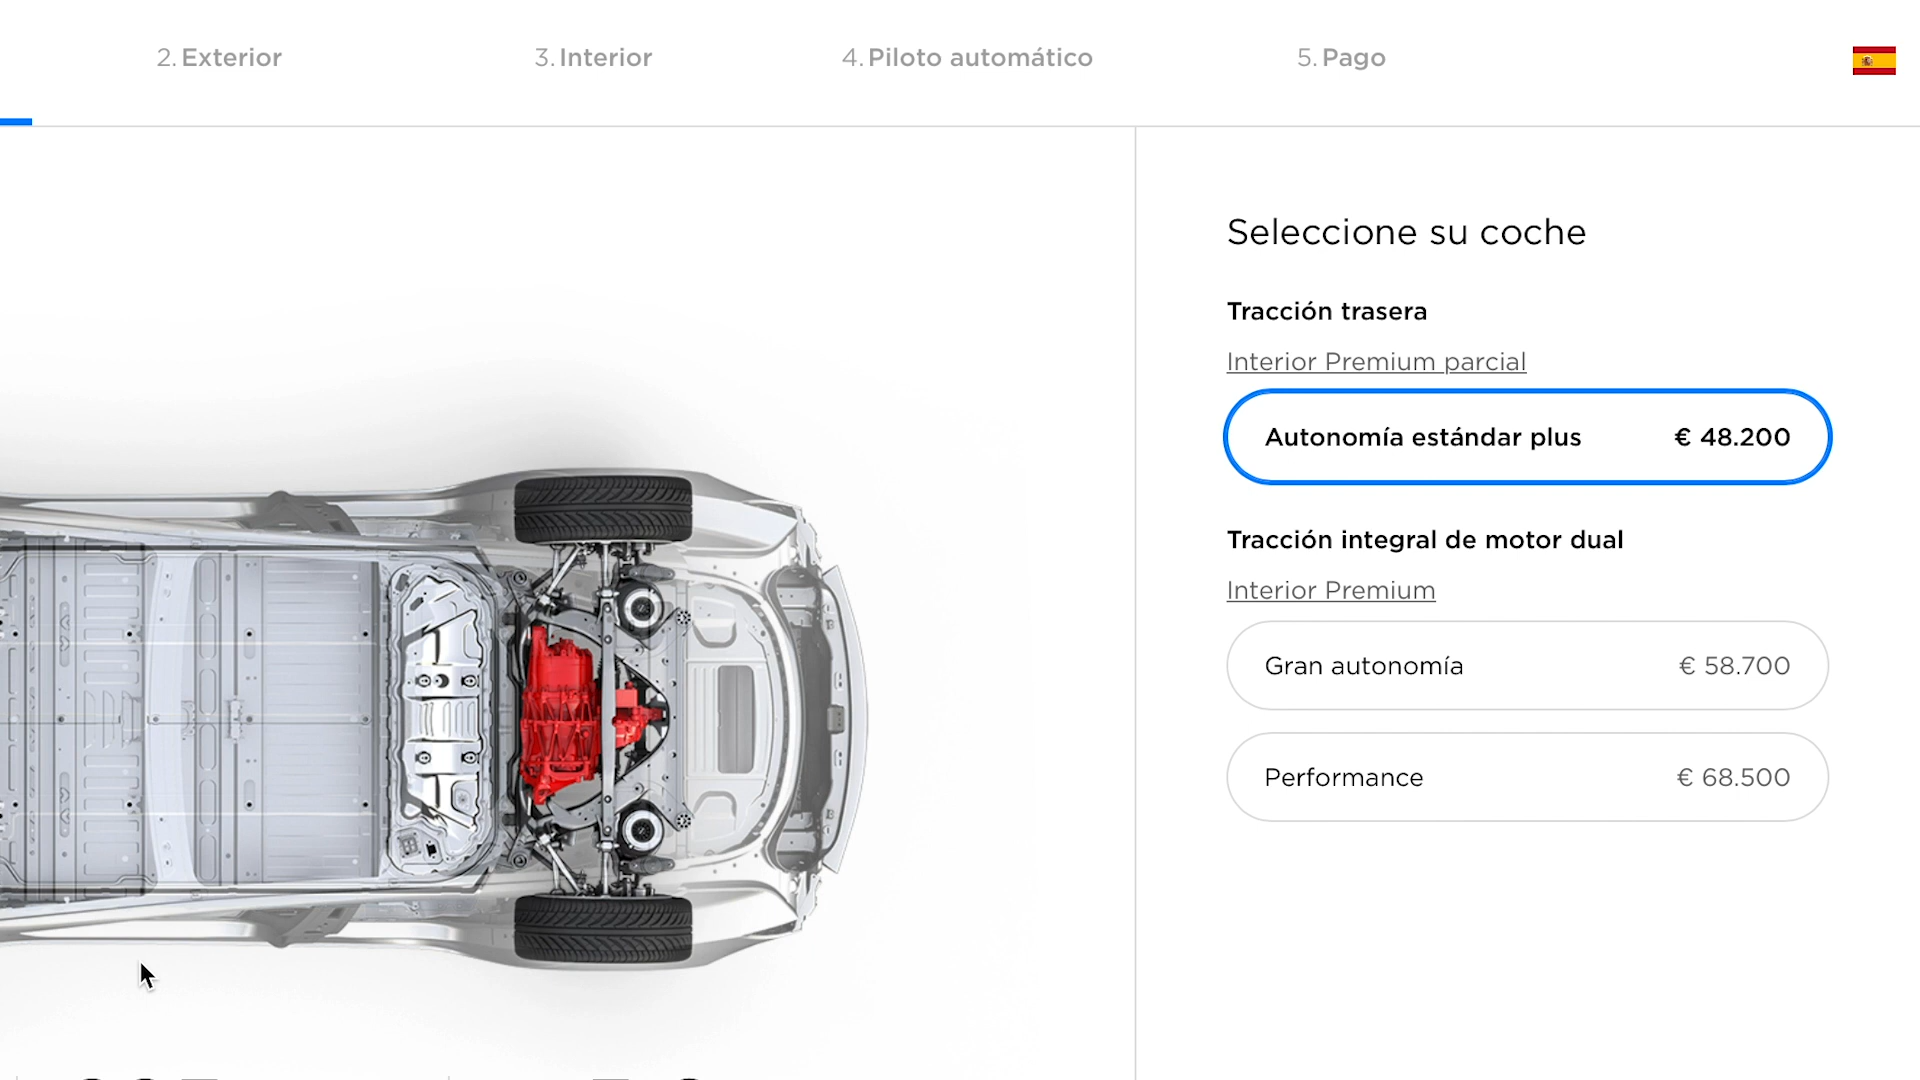 2. Exterior
3. Interior
4. Piloto automático
5. Pago
Seleccione su coche
Tracción trasera
Interior Premium parcial
Autonomía estándar plus € 48.200
Tracción integral de motor dual
Interior Premium
Gran autonomía € 58.700
Performance € 68.500